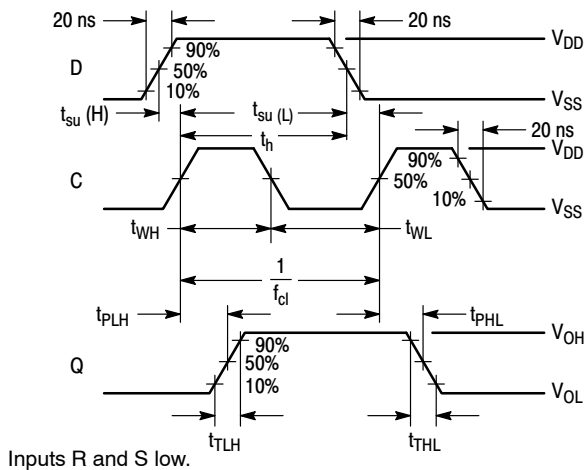 20 ns
20 ns
V_DD
D
90%
50%
10%
V_SS
t_su (H)
t_su (L)
t_h
20 ns
V_DD
C
90%
50%
10%
V_SS
t_WH
t_WL
1
f_cl
t_PLH
t_PHL
V_OH
Q
90%
50%
10%
V_OL
t_TLH
t_THL
Inputs R and S low.